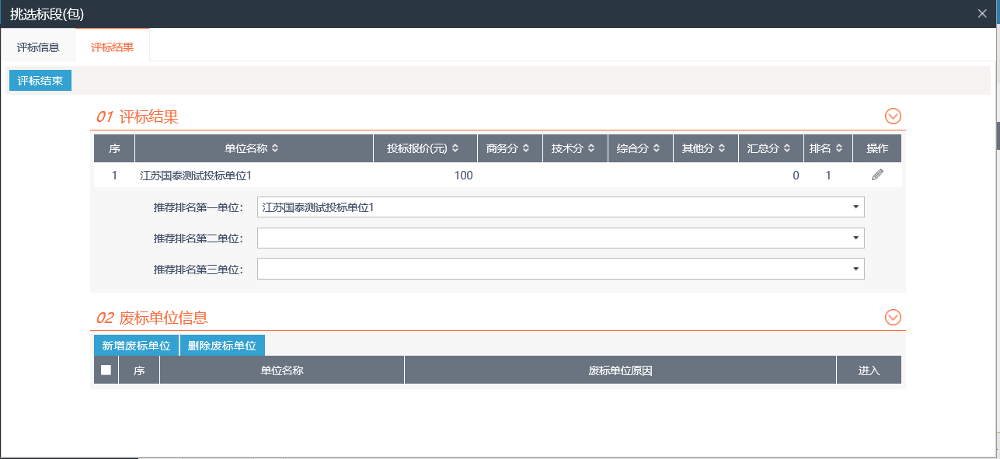 挑选标段(包)
评标信息 评标结果
评标结束
01 评标结果
序 单位名称 投标报价(元) 商务分 技术分 综合分 其他分 汇总分 排名 操作
1 江苏国泰测试投标单位1 100 0 1
推荐排名第一单位: 江苏国泰测试投标单位1
推荐排名第二单位:
推荐排名第三单位:
02 废标单位信息
新增废标单位 删除废标单位
序 单位名称 废标单位原因 进入